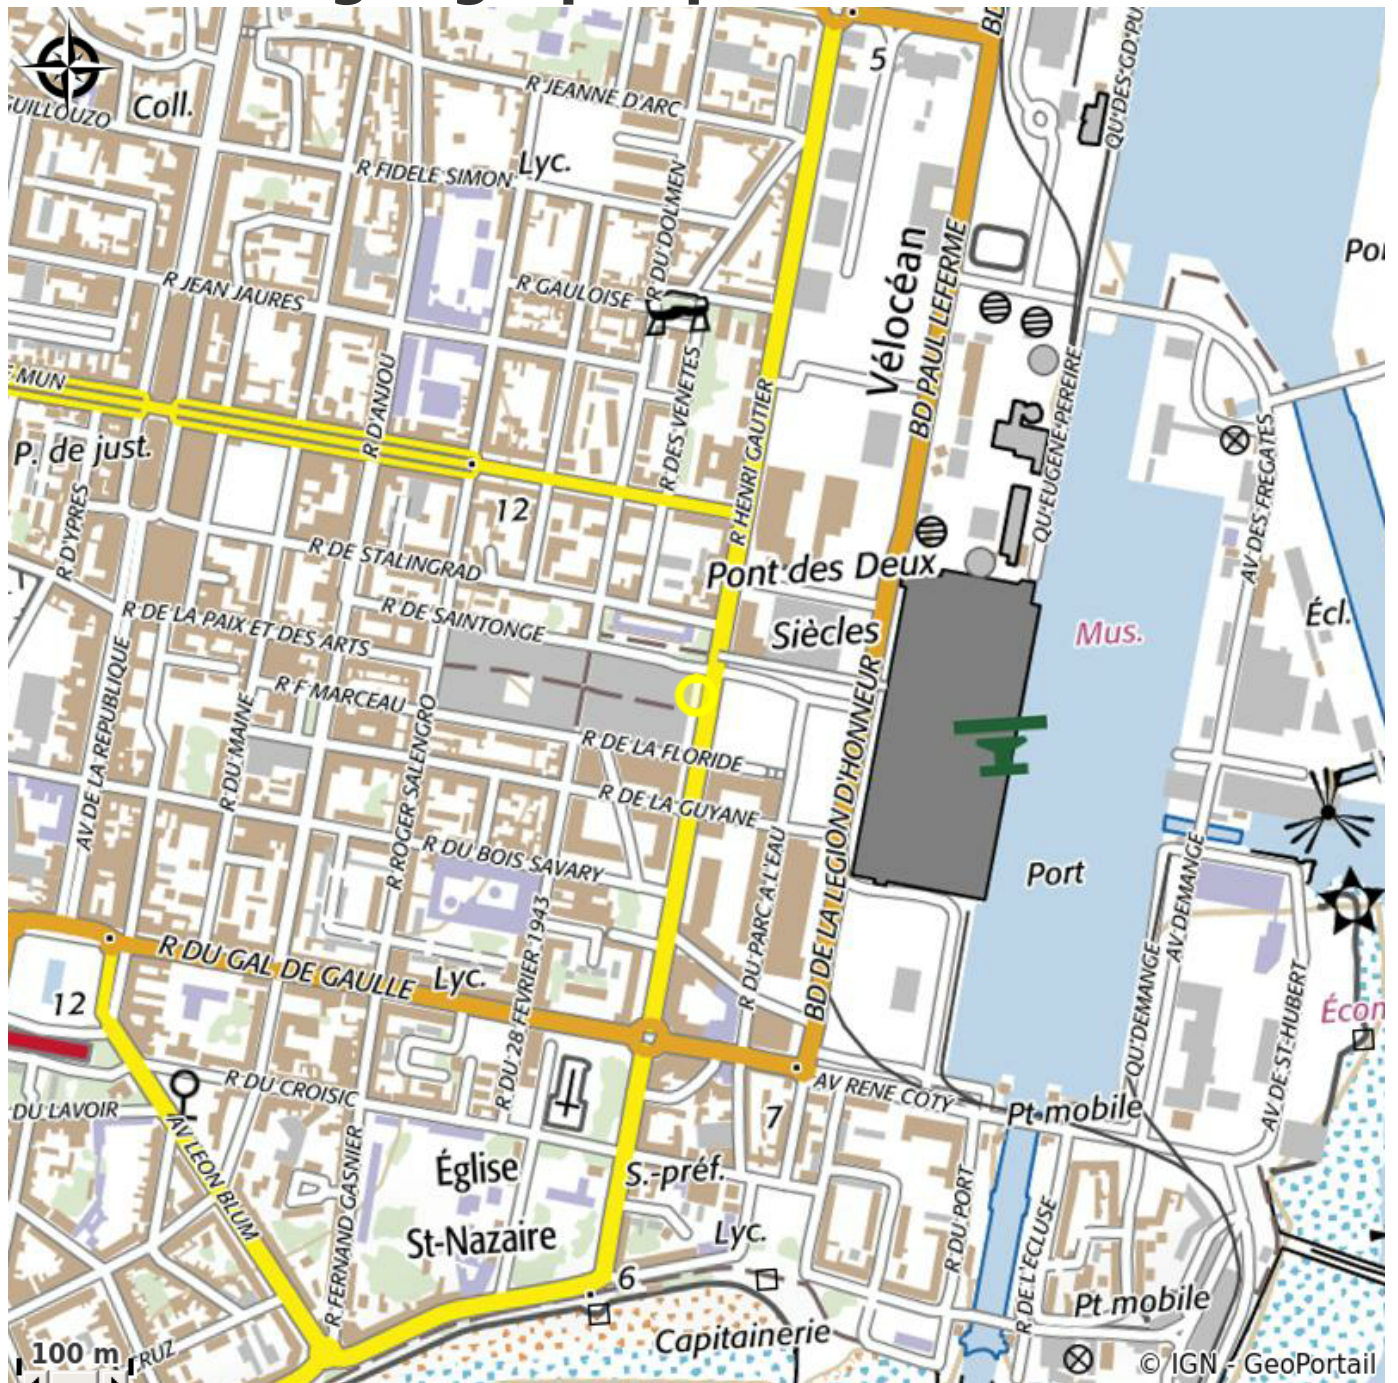 5
R JEANNE D'ARC
Coll.
R FIDELE SIMON
Lyc.
R DU DOLMEN
Vélocéan
BD PAUL LEFERME
R JEAN JAURES
R GAULOISE
R D'ANJOU
R DES VENETES
R HENRI GAUTIER
QU EUGENE PEREIRE
MUN
P. de just.
AV DES FREGATES
12
R D'YPRES
R DE STALINGRAD
Pont des Deux
Siècles
R DE SAINTONGE
R DE LA PAIX ET DES ARTS
Écl.
Mus.
AV DE LA REPUBLIQUE
R F MARCEAU
R DU MAINE
R ROGER SALENGRO
R DE LA FLORIDE
R DE LA GUYANE
BD DE LA LEGION D'HONNEUR
R DU BOIS SAVARY
R DU PARC A L'EAU
Port
AV DEMANGE
R DU GAL DE GAULLE
Lyc.
R DU 28 FEVRIER 1943
QU DEMANGE
AV DE ST-HUBERT
12
R DU CROISIC
AV RENE COTY
Pt mobile
DU LAVOIR
7
AV LEON BLUM
R FERNAND GASNIER
Église
St-Nazaire
S.-préf.
Lyc.
R DU PORT
R DE L'ECLUSE
6
Capitainerie
Pt mobile
100 m
© IGN - GeoPortail